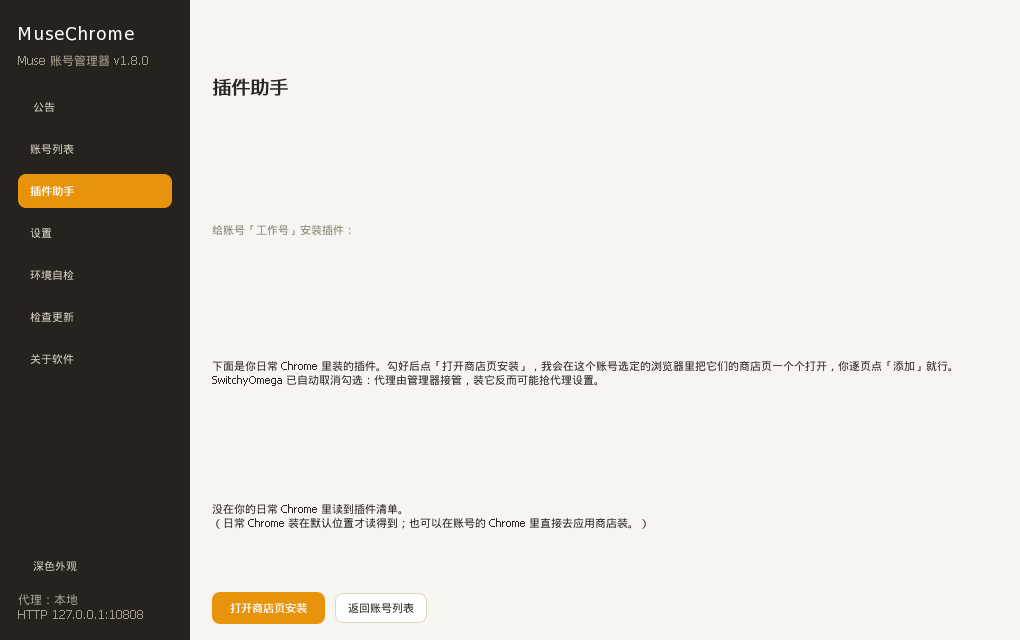 MuseChrome
Muse 账号管理器 v1.8.0
公告
账号列表
插件助手
设置
环境自检
检查更新
关于软件
深色外观
代理：本地
HTTP 127.0.0.1:10808
插件助手
给账号「工作号」安装插件：
下面是你日常 Chrome 里装的插件。勾好后点「打开商店页安装」，我会在这个账号选定的浏览器里把它们的商店页一个个打开，你逐页点「添加」就行。
SwitchyOmega 已自动取消勾选：代理由管理器接管，装它反而可能抢代理设置。
没在你的日常 Chrome 里读到插件清单。
（日常 Chrome 装在默认位置才读得到；也可以在账号的 Chrome 里直接去应用商店装。）
打开商店页安装
返回账号列表